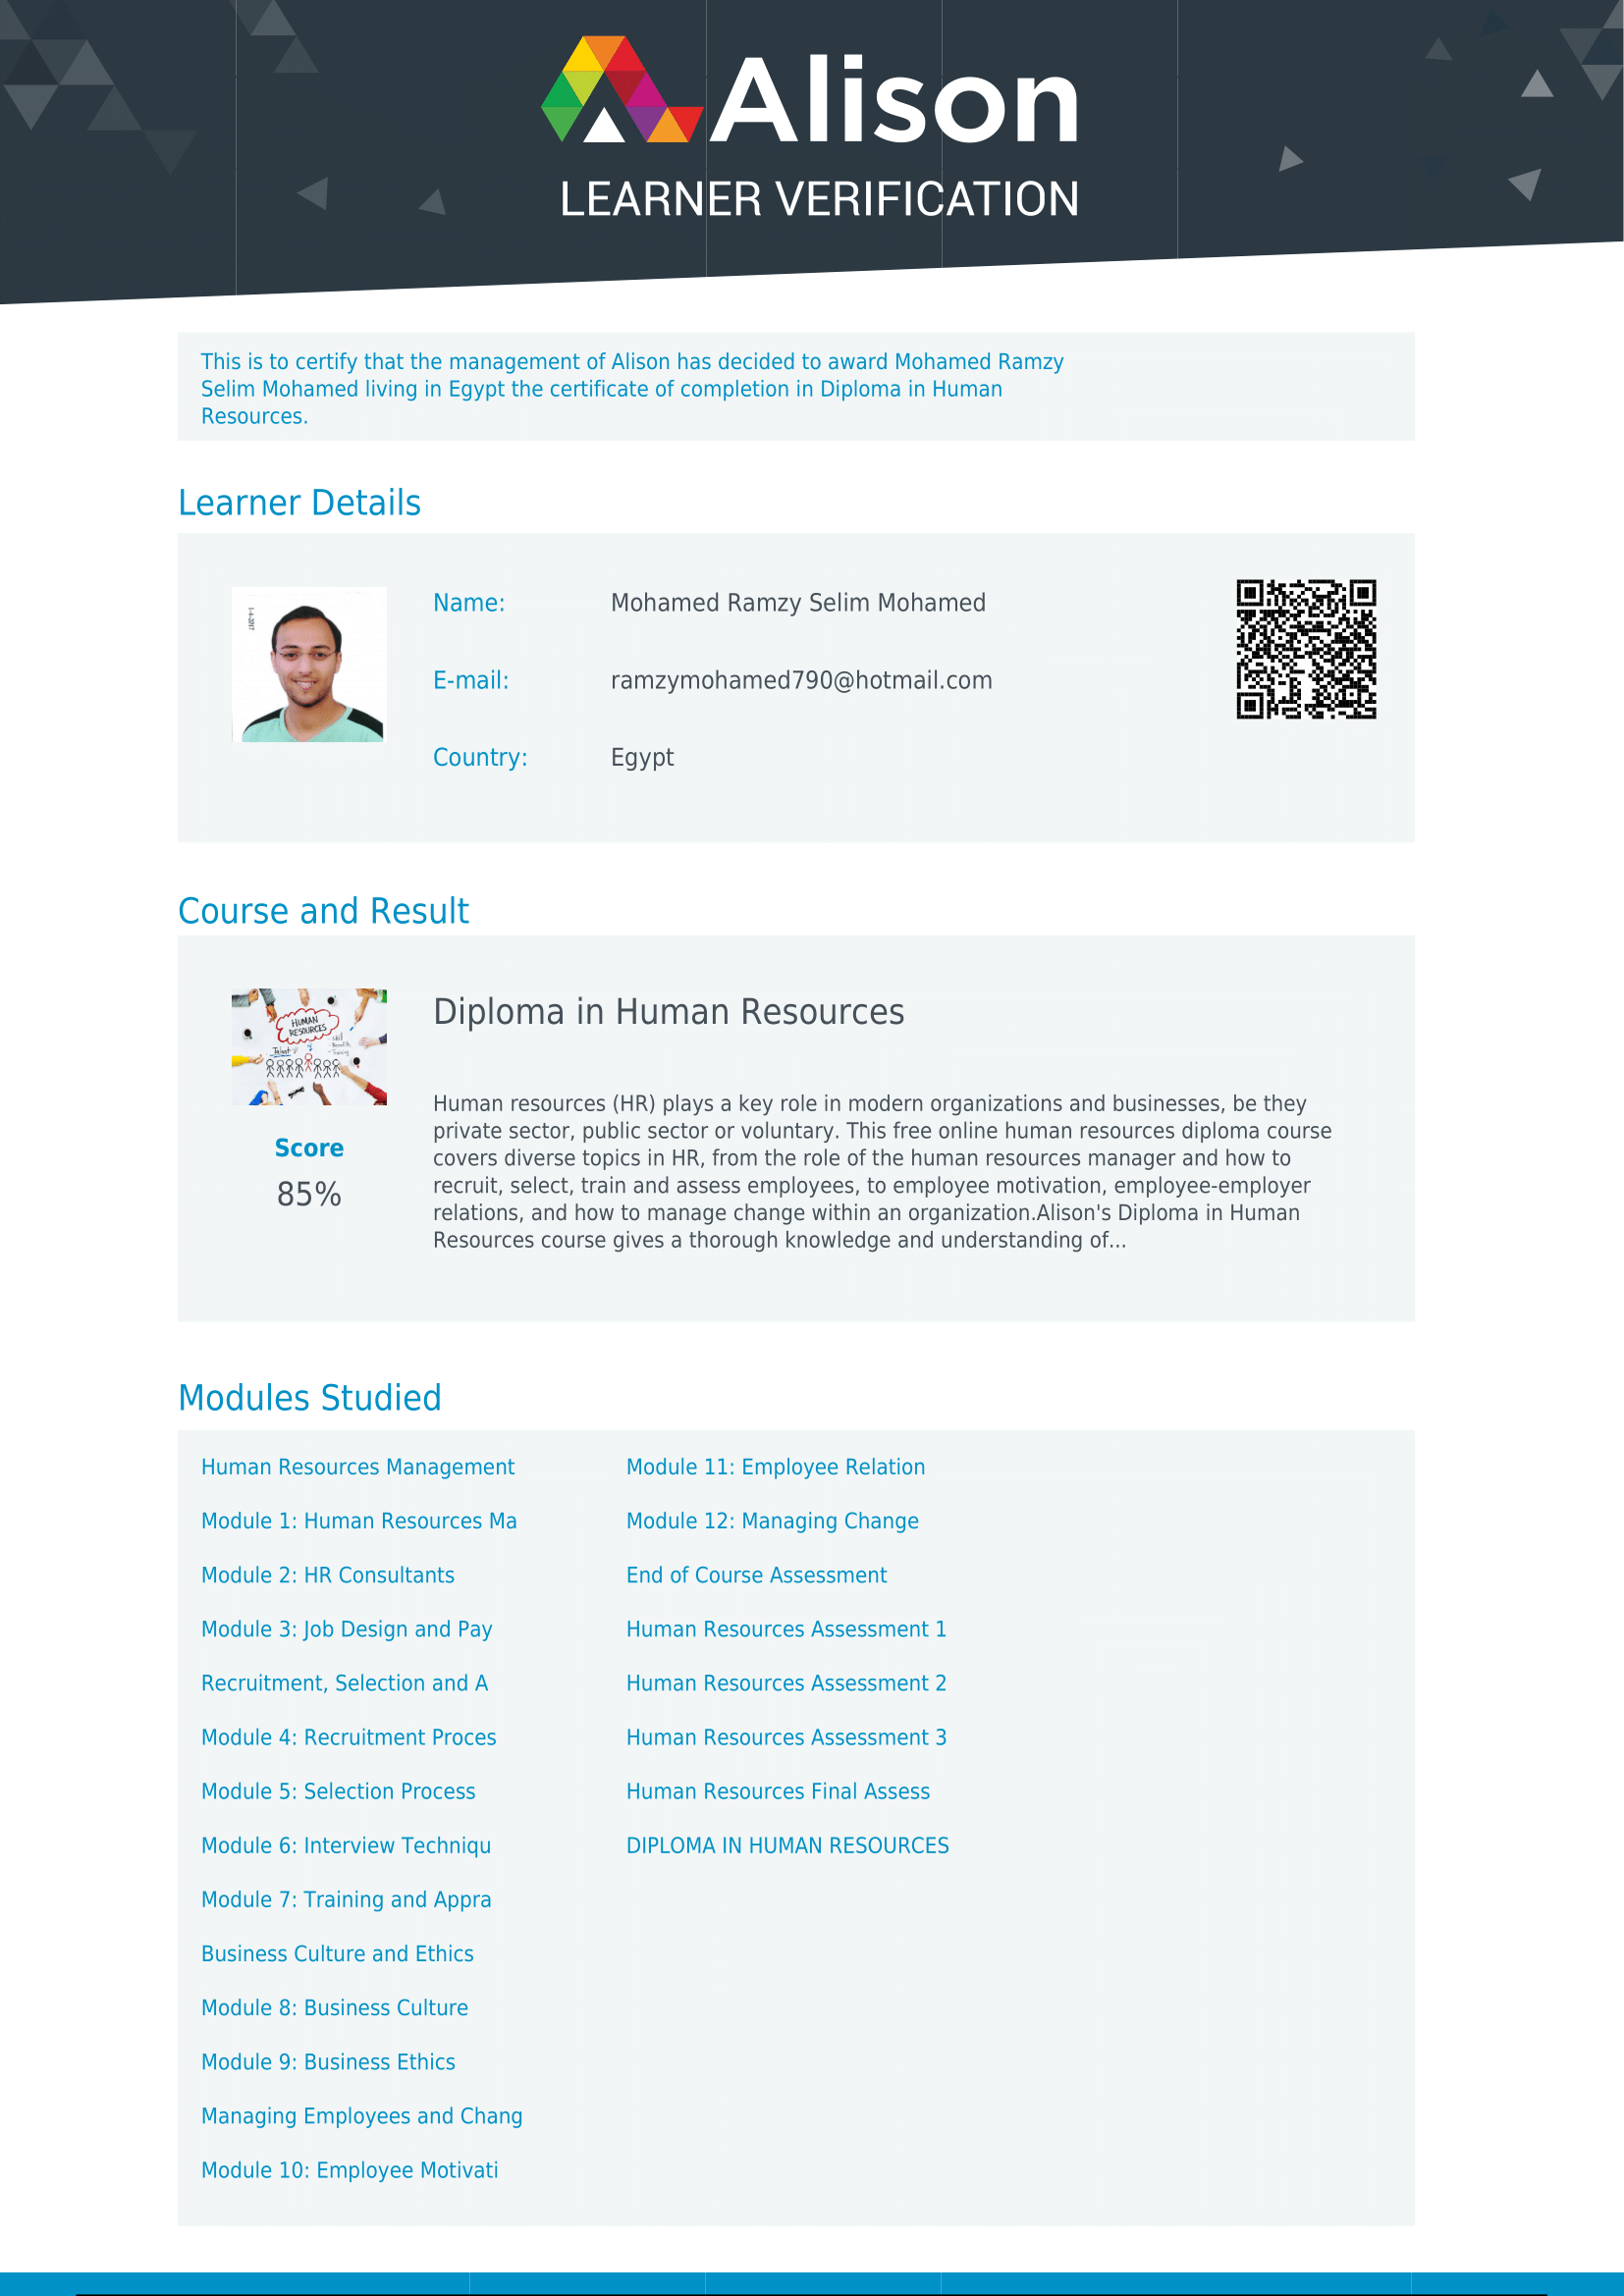 Alison
LEARNER VERIFICATION
This is to certify that the management of Alison has decided to award Mohamed Ramzy
Selim Mohamed living in Egypt the certificate of completion in Diploma in Human
Resources.
Learner Details
Name:
Mohamed Ramzy Selim Mohamed
E-mail:
ramzymohamed790@hotmail.com
Country:
Egypt
Course and Result
HUMAN
RESOURCES
Talent
Training
Diploma in Human Resources
Score
85%
Human resources (HR) plays a key role in modern organizations and businesses, be they
private sector, public sector or voluntary. This free online human resources diploma course
covers diverse topics in HR, from the role of the human resources manager and how to
recruit, select, train and assess employees, to employee motivation, employee-employer
relations, and how to manage change within an organization.Alison's Diploma in Human
Resources course gives a thorough knowledge and understanding of...
Modules Studied
Human Resources Management
Module 1: Human Resources Ma
Module 2: HR Consultants
Module 3: Job Design and Pay
Recruitment, Selection and A
Module 4: Recruitment Proces
Module 5: Selection Process
Module 6: Interview Techniqu
Module 7: Training and Appra
Business Culture and Ethics
Module 8: Business Culture
Module 9: Business Ethics
Managing Employees and Chang
Module 10: Employee Motivati
Module 11: Employee Relation
Module 12: Managing Change
End of Course Assessment
Human Resources Assessment 1
Human Resources Assessment 2
Human Resources Assessment 3
Human Resources Final Assess
DIPLOMA IN HUMAN RESOURCES